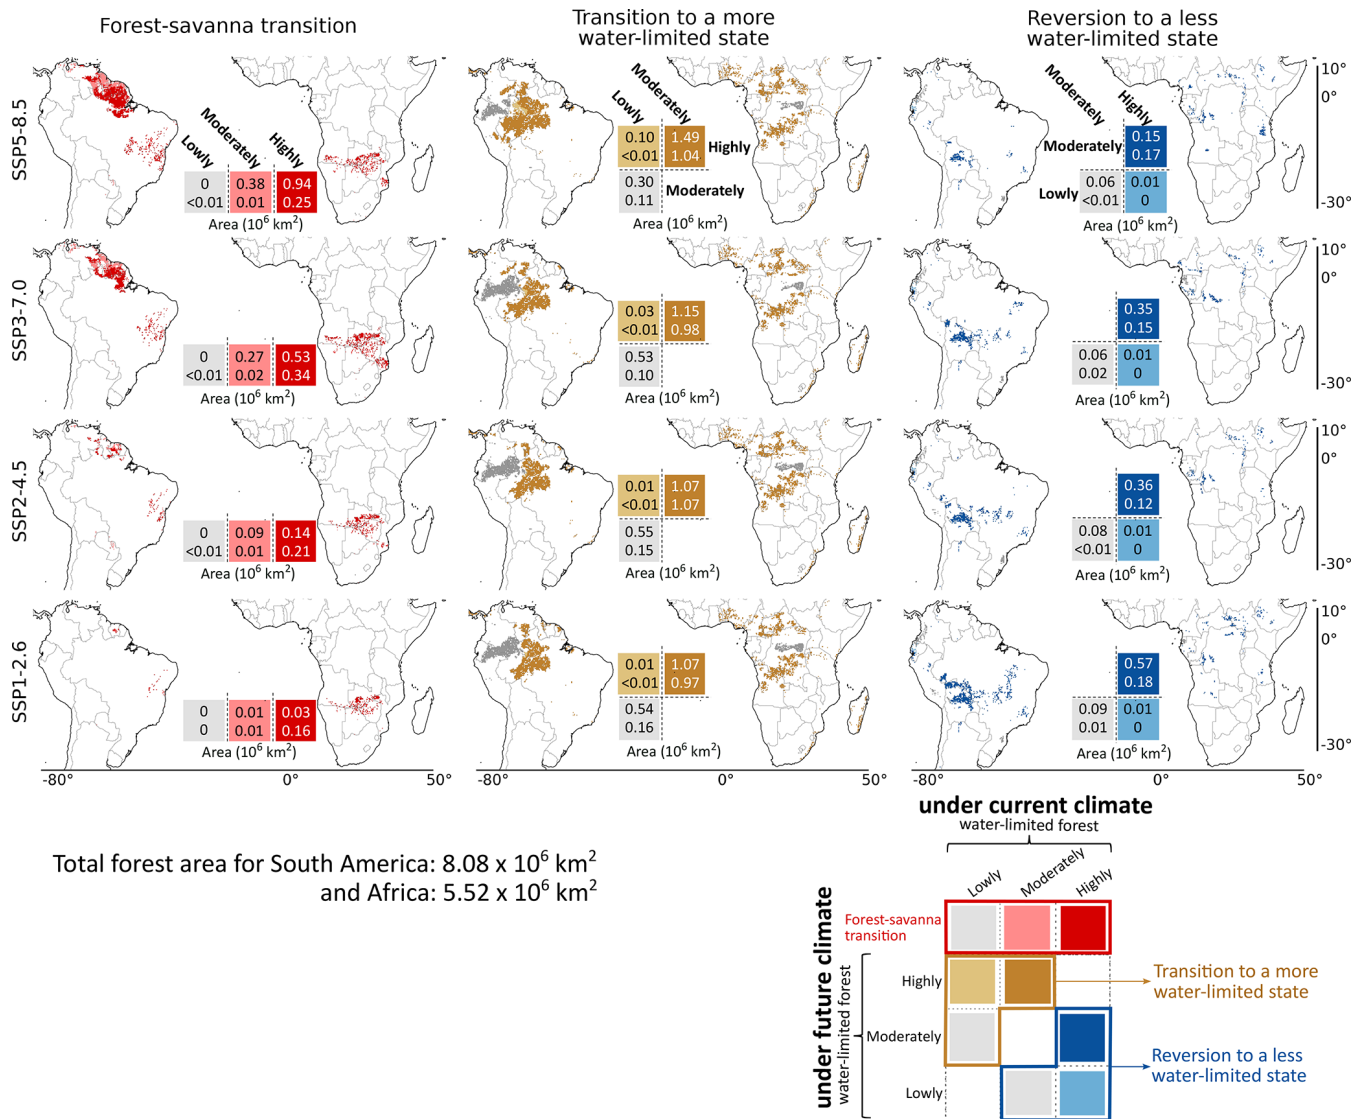 Forest-savanna transition
Transition to a more
water-limited state
Reversion to a less
water-limited state
SSP5-8.5
Lowly
Moderately
Highly
0
<0.01
0.38
0.01
0.94
0.25
Area (10⁶ km²)
Lowly
Moderately
0.10
<0.01
1.49
1.04
Highly
0.30
0.11
Moderately
Area (10⁶ km²)
Moderately
Highly
Moderately
0.15
0.17
Lowly
0.06
<0.01
0.01
0
Area (10⁶ km²)
10°
0°
-30°
SSP3-7.0
0
<0.01
0.27
0.02
0.53
0.34
Area (10⁶ km²)
0.03
<0.01
1.15
0.98
0.53
0.10
Area (10⁶ km²)
0.35
0.15
0.06
0.02
0.01
0
Area (10⁶ km²)
10°
0°
-30°
SSP2-4.5
0
<0.01
0.09
0.01
0.14
0.21
Area (10⁶ km²)
0.01
<0.01
1.07
1.07
0.55
0.15
Area (10⁶ km²)
0.36
0.12
0.08
<0.01
0.01
0
Area (10⁶ km²)
10°
0°
-30°
SSP1-2.6
0
0
0.01
0.01
0.03
0.16
Area (10⁶ km²)
0.01
<0.01
1.07
0.97
0.54
0.16
Area (10⁶ km²)
0.57
0.18
0.09
0.01
0.01
0
Area (10⁶ km²)
10°
0°
-30°
-80° 0° 50°
-80° 0° 50°
-80° 0° 50°
Total forest area for South America: 8.08 x 10⁶ km²
and Africa: 5.52 x 10⁶ km²
under current climate
water-limited forest
Lowly
Moderately
Highly
under future climate
water-limited forest
Forest-savanna
transition
Highly
Moderately
Lowly
Transition to a more
water-limited state
Reversion to a less
water-limited state